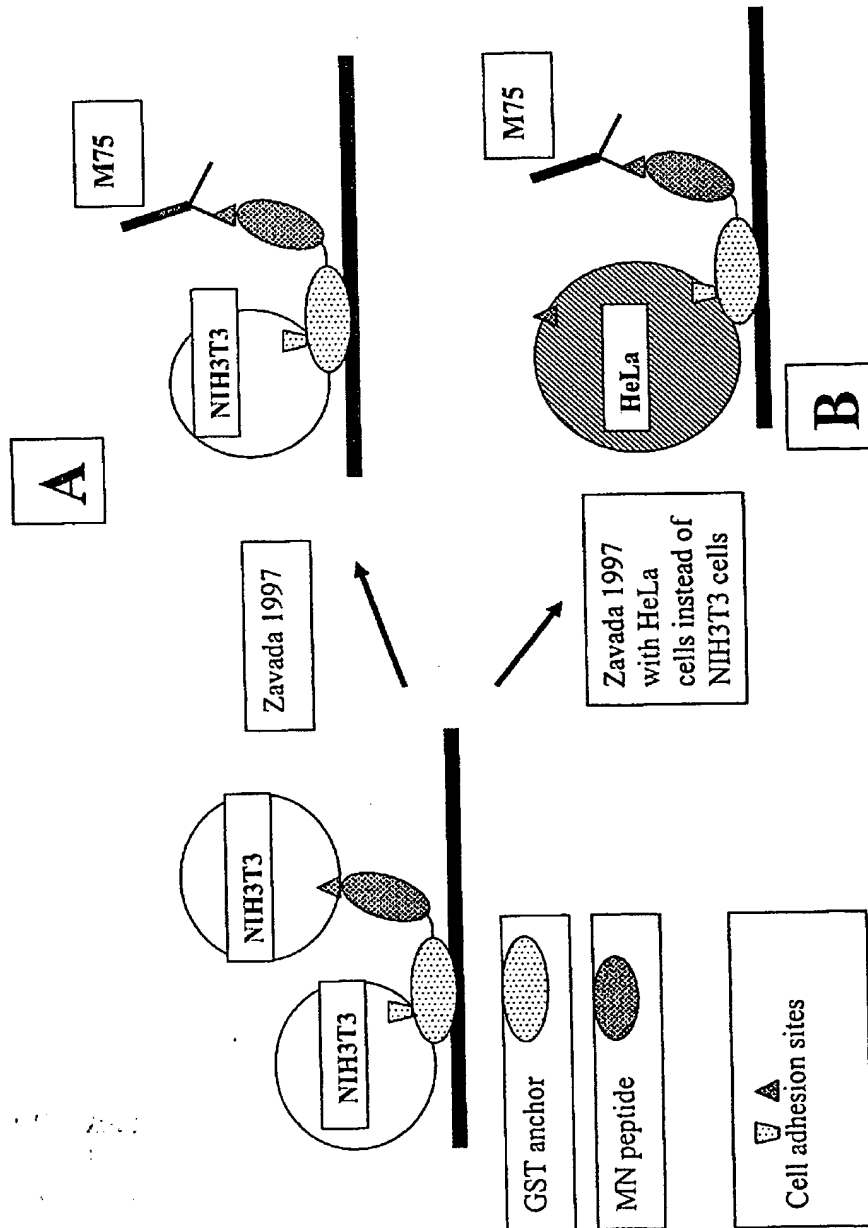 A
Zavada 1997
NIH3T3
M75
NIH3T3
NIH3T3
GST anchor
MN peptide
Cell adhesion sites
Zavada 1997
with HeLa
cells instead of
NIH3T3 cells
HeLa
M75
B